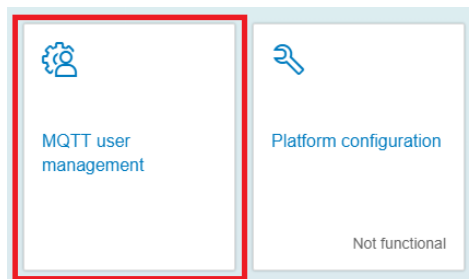 MQTT user
management
Platform configuration
Not functional